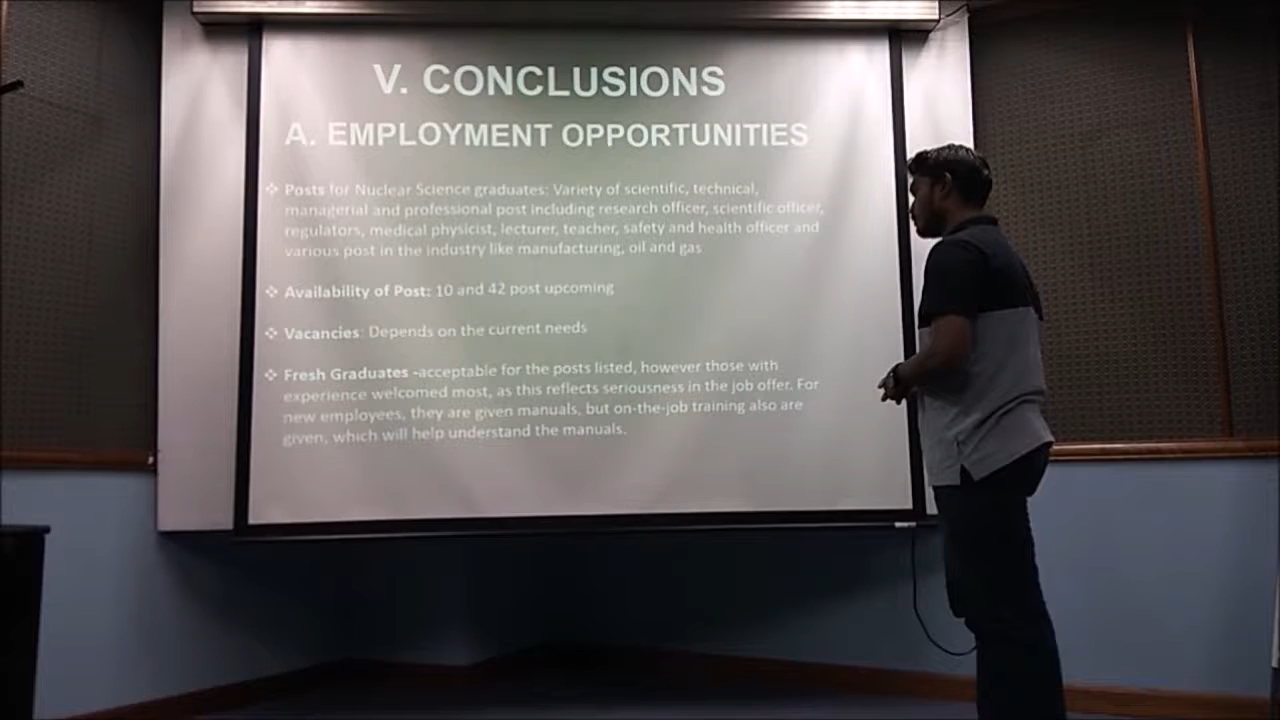 V. CONCLUSIONS
A. EMPLOYMENT OPPORTUNITIES
❖ Posts for Nuclear Science graduates: Variety of scientific, technical,
managerial and professional post including research officer, scientific officer,
regulators, medical physicist, lecturer, teacher, safety and health officer and
various post in the industry like manufacturing, oil and gas
❖ Availability of Post: 10 and 42 post upcoming
❖ Vacancies: Depends on the current needs
❖ Fresh Graduates -acceptable for the posts listed, however those with
experience welcomed most, as this reflects seriousness in the job offer. For
new employees, they are given manuals, but on-the-job training also are
given, which will help understand the manuals.